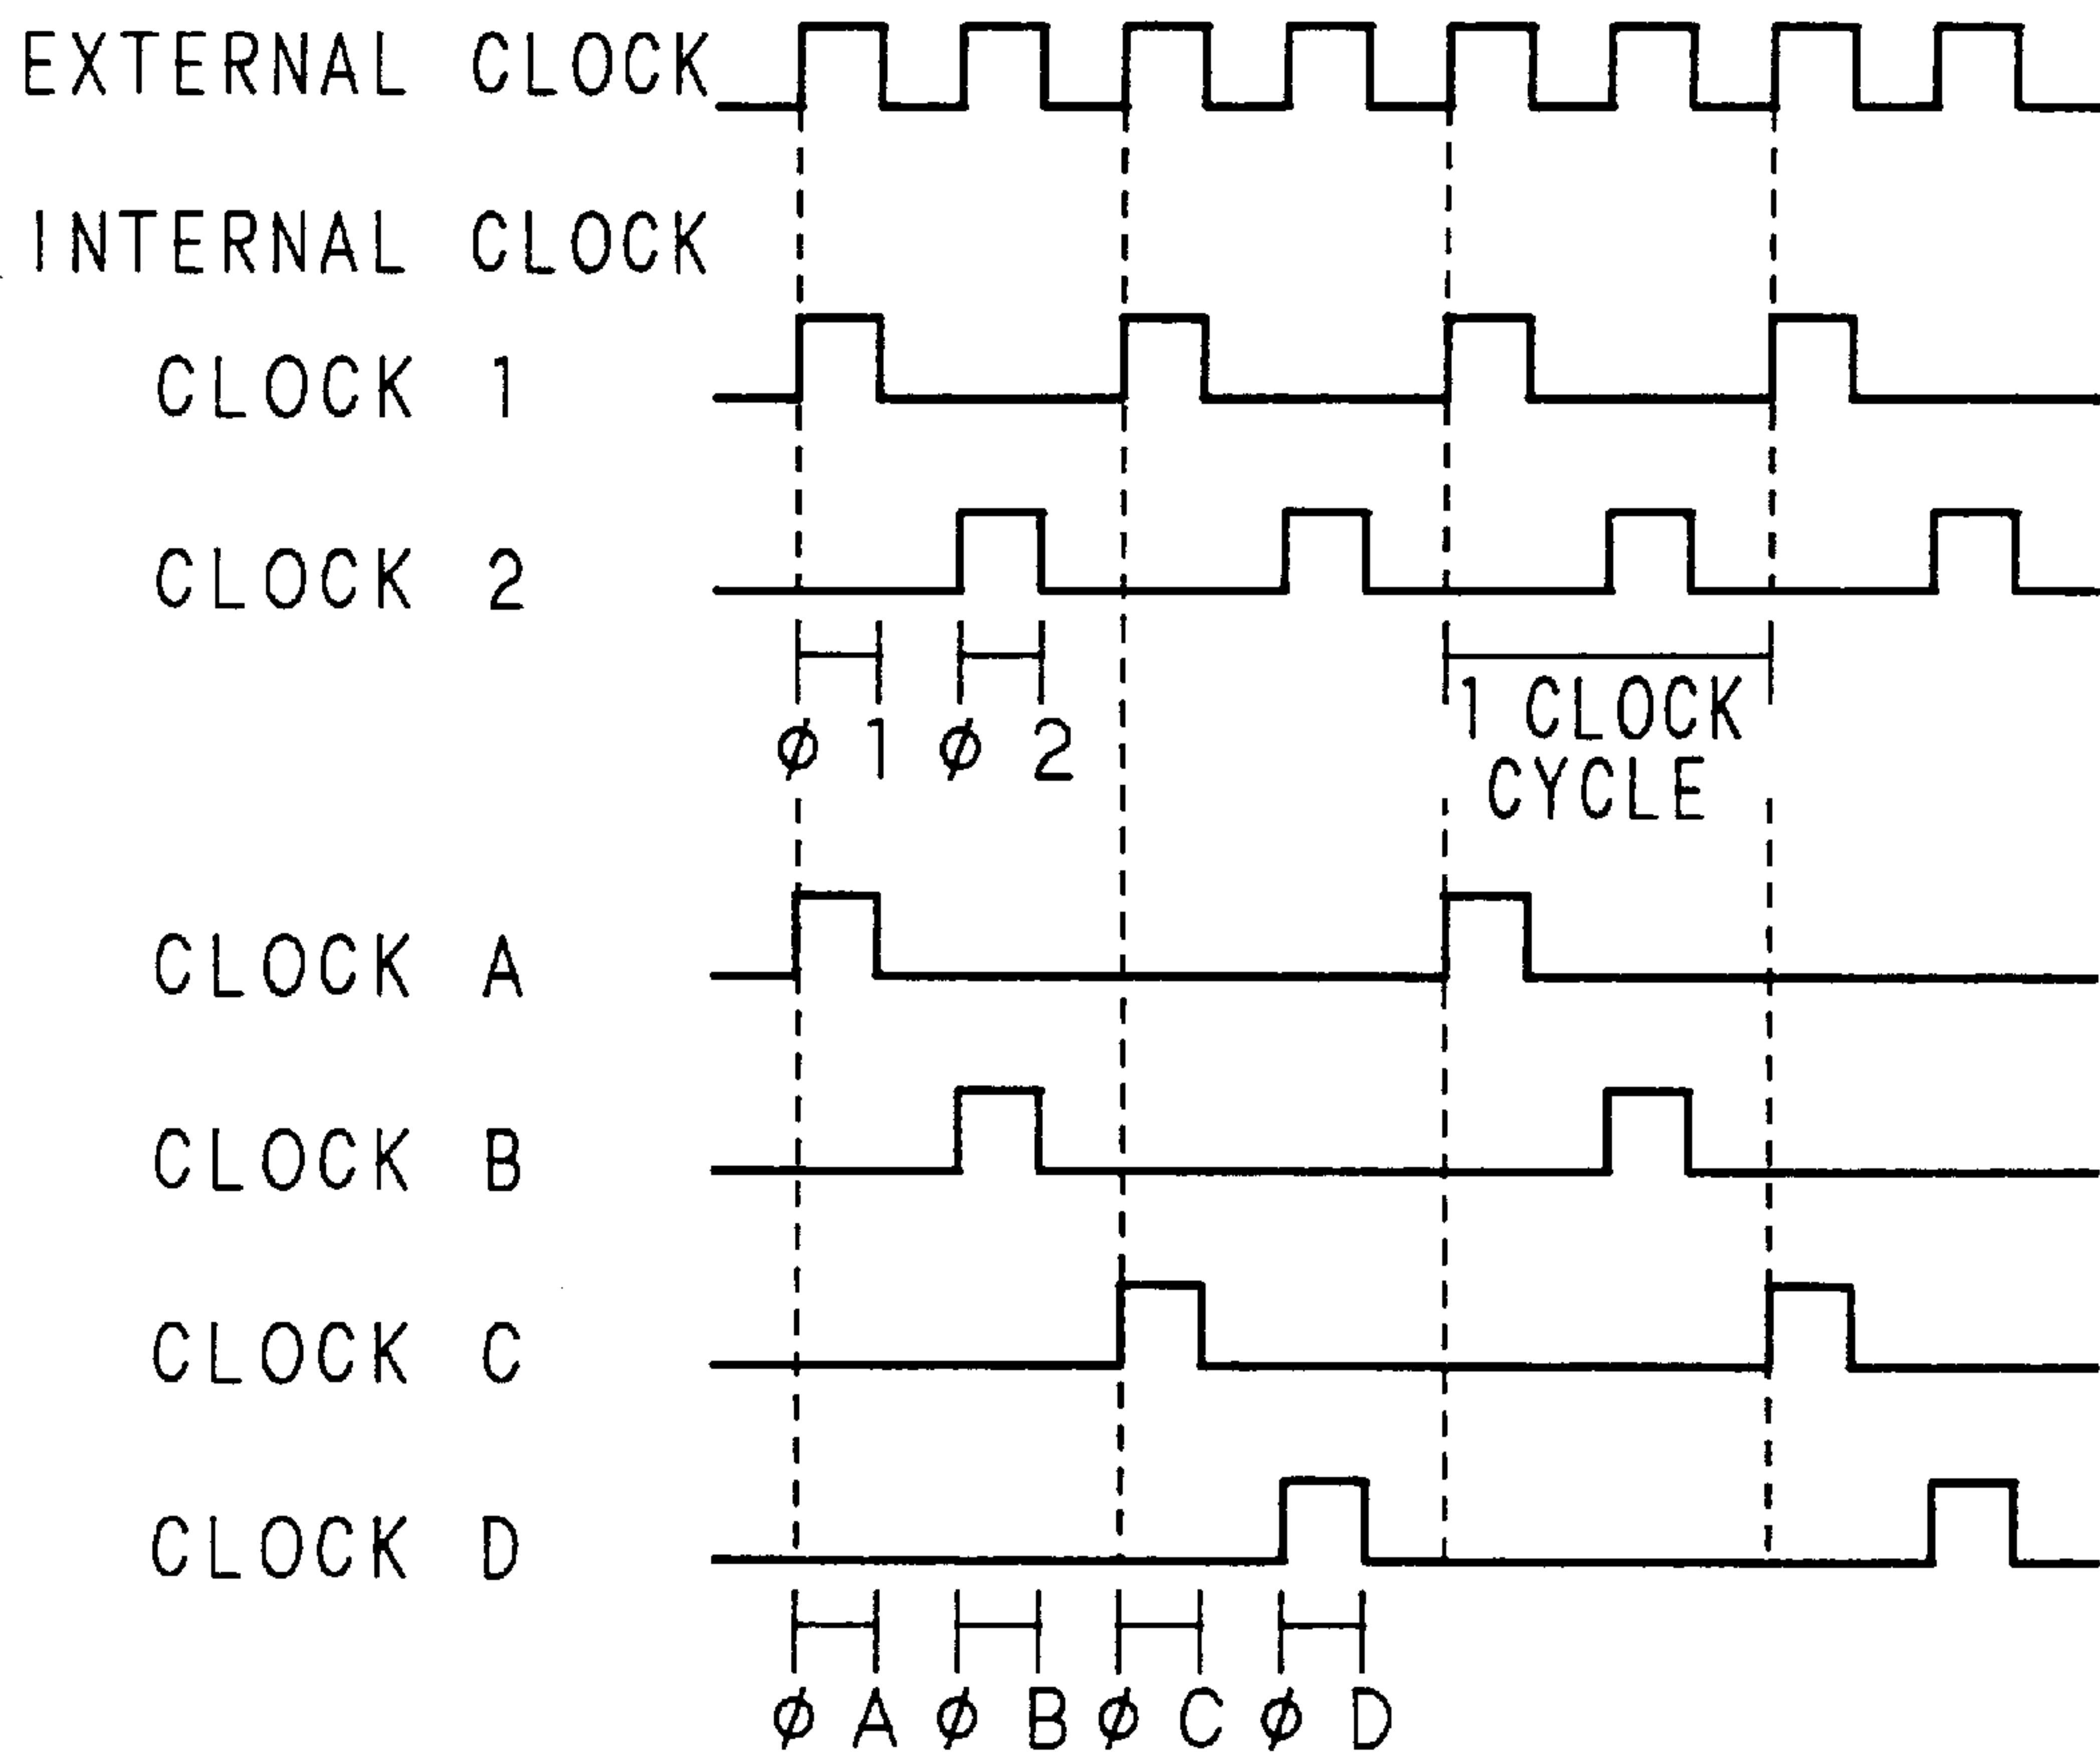 EXTERNAL CLOCK
INTERNAL CLOCK
CLOCK 1
CLOCK 2
ϕ 1 ϕ 2
1 CLOCK
CYCLE
CLOCK A
CLOCK B
CLOCK C
CLOCK D
ϕ A ϕ B ϕ C ϕ D